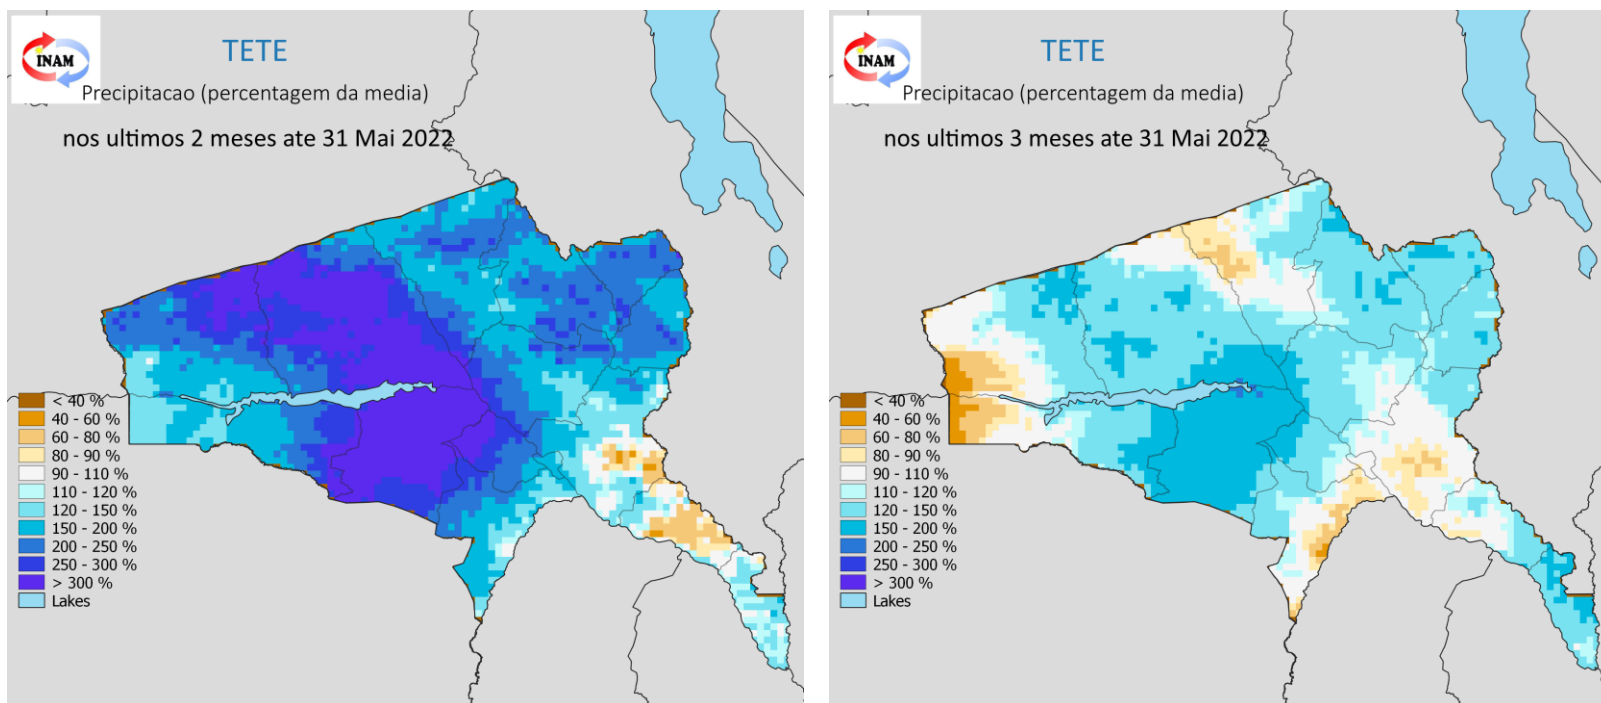 INAM
TETE
Precipitacao (percentagem da media)
nos ultimos 2 meses ate 31 Mai 2022
< 40 %
40 - 60 %
60 - 80 %
80 - 90 %
90 - 110 %
110 - 120 %
120 - 150 %
150 - 200 %
200 - 250 %
250 - 300 %
> 300 %
Lakes
INAM
TETE
Precipitacao (percentagem da media)
nos ultimos 3 meses ate 31 Mai 2022
< 40 %
40 - 60 %
60 - 80 %
80 - 90 %
90 - 110 %
110 - 120 %
120 - 150 %
150 - 200 %
200 - 250 %
250 - 300 %
> 300 %
Lakes